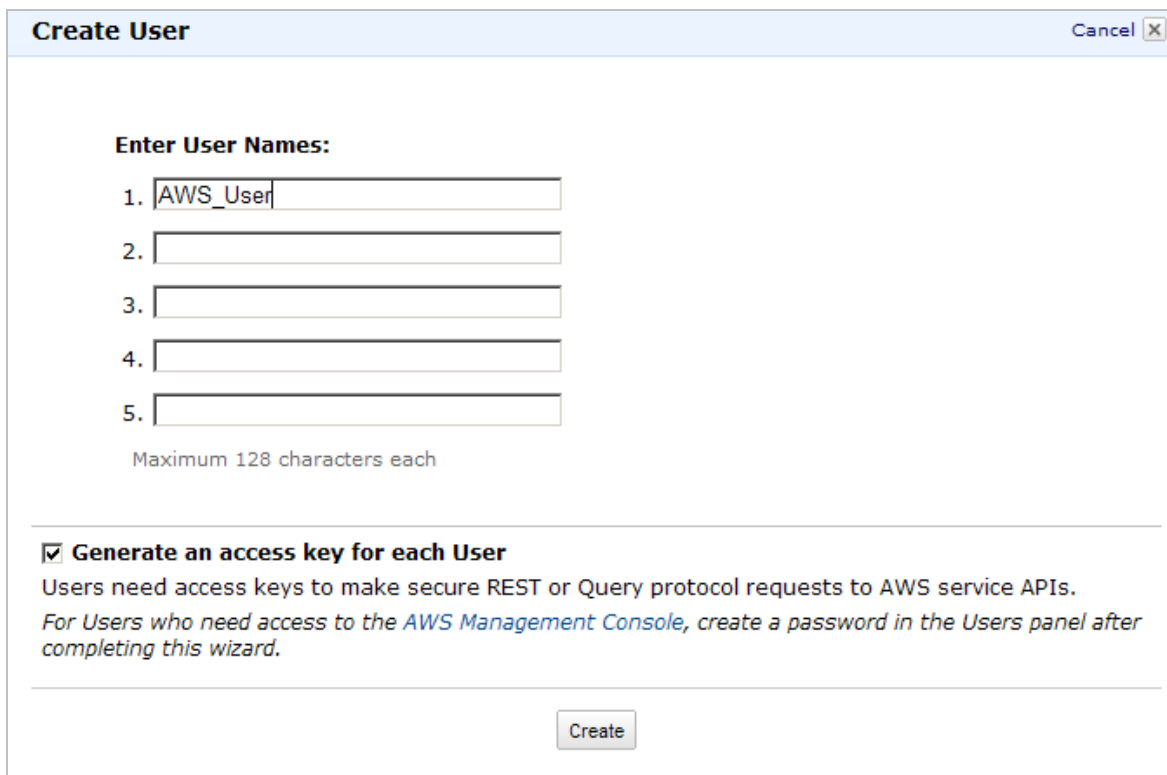 Create User
Cancel
Enter User Names:
1. AWS_User
2.
3.
4.
5.
Maximum 128 characters each
Generate an access key for each User
Users need access keys to make secure REST or Query protocol requests to AWS service APIs.
For Users who need access to the AWS Management Console, create a password in the Users panel after
completing this wizard.
Create